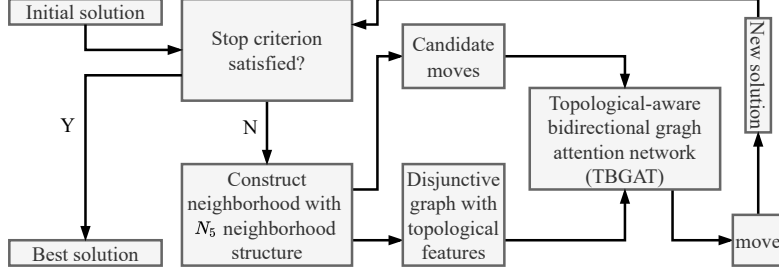 Initial solution
Stop criterion
satisfied?
Y
N
Best solution
Construct
neighborhood with
N₅ neighborhood
structure
Candidate
moves
Disjunctive
graph with
topological
features
Topological-aware
bidirectional gragh
attention network
(TBGAT)
move
New solution